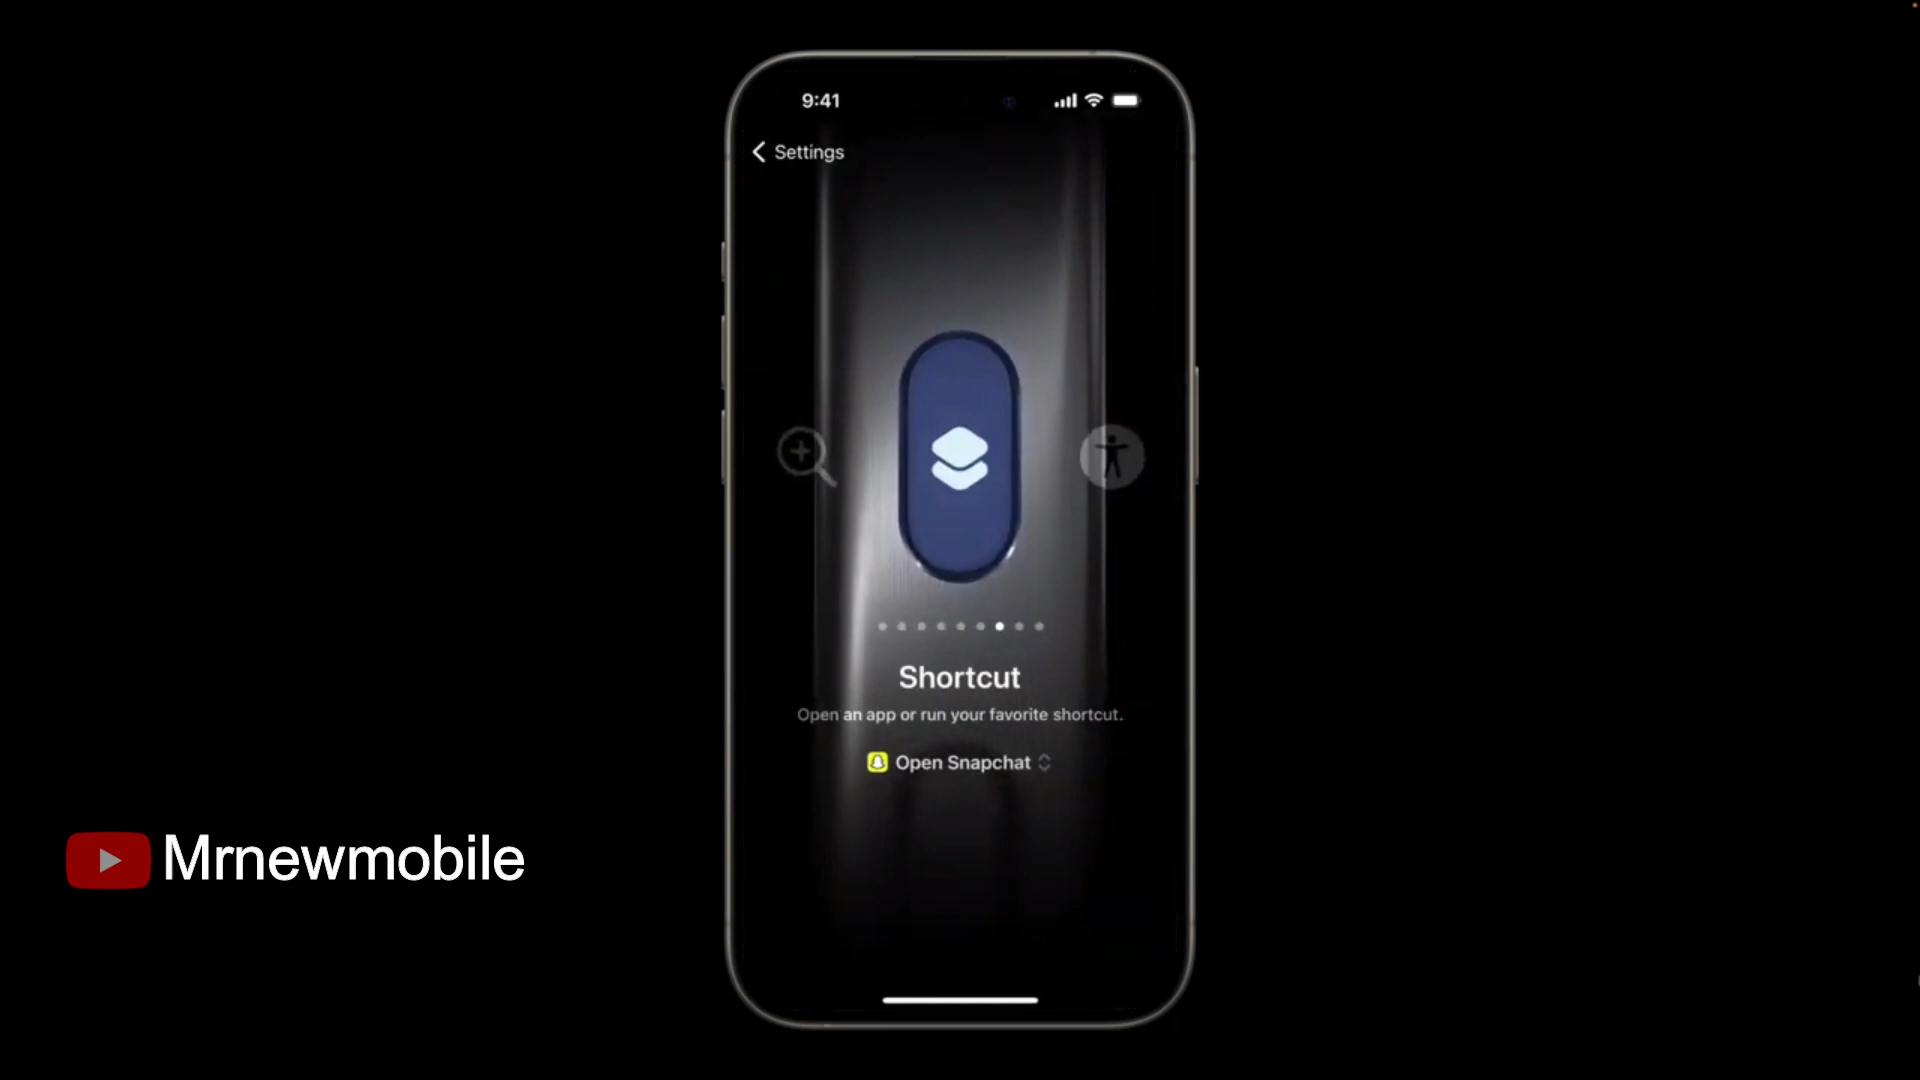 9:41
Settings
Shortcut
Open an app or run your favorite shortcut.
Open Snapchat
Mrnewmobile